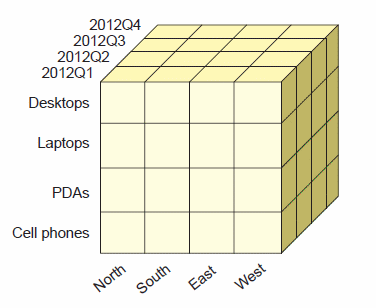 2012Q4
2012Q3
2012Q2
2012Q1
Desktops
Laptops
PDAs
Cell phones
North
South
East
West